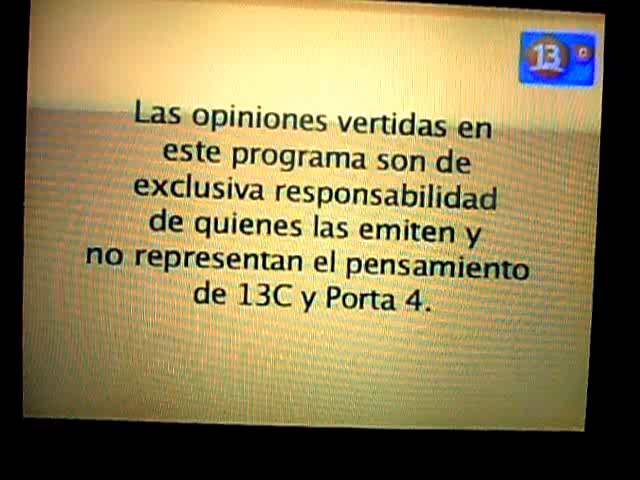 13 C
Las opiniones vertidas en
este programa son de
exclusiva responsabilidad
de quienes las emiten y
no representan el pensamiento
de 13C y Porta 4.